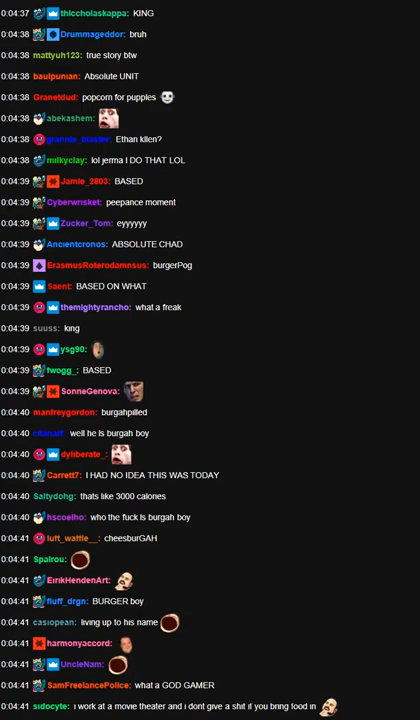 0:04:37 thiccholaskappa: KING
0:04:38 Drummageddor: bruh
0:04:38 mattyuh123: true story btw
0:04:38 baulpunian: Absolute UNIT
0:04:38 Granetdud: popcorn for pupples
0:04:38 abekashem:
0:04:38 grannie_blaster: Ethan klien?
0:04:38 milkyclay: lol jerma I DO THAT LOL
0:04:39 Jamie_2803: BASED
0:04:39 Cyberwrisket: peepance moment
0:04:39 Zucker_Tom: eyyyyyy
0:04:39 Ancientcronos: ABSOLUTE CHAD
0:04:39 ErasmusRoterodamnsus: burgerPog
0:04:39 Saent: BASED ON WHAT
0:04:39 themightyrancho: what a freak
0:04:39 suuss: king
0:04:39 ysg90:
0:04:39 fwogg_: BASED
0:04:39 SonneGenova:
0:04:40 manfreygordon: burgahpilled
0:04:40 well he is burgah boy
0:04:40 dyliberate_:
0:04:40 Carrett7: I HAD NO IDEA THIS WAS TODAY
0:04:40 Saltydohg: thats like 3000 calories
0:04:40 hscoelho: who the fuck is burgah boy
0:04:41 luft_waffle__: cheesburGAH
0:04:41 Spalrou:
0:04:41 EirikHendenArt:
0:04:41 fluff_drgn: BURGER boy
0:04:41 casiopean: living up to his name
0:04:41 harmonyaccord:
0:04:41 UncleNam:
0:04:41 SamFreelancePolice: what a GOD GAMER
0:04:41 sidocyte: i work at a movie theater and i dont give a shit if you bring food in